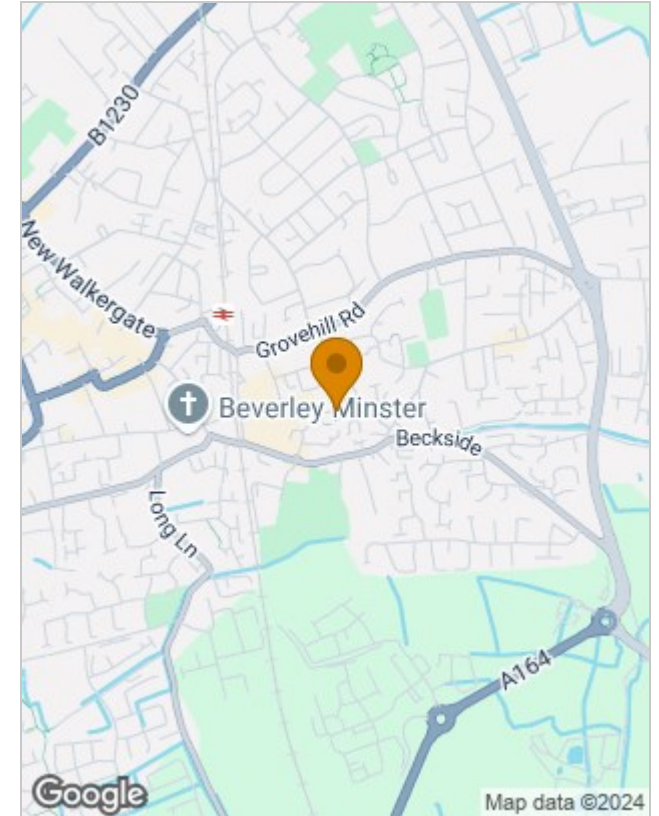 B1230
New Walkergate
Grovehill Rd
Beverley Minster
Beckside
Long Ln
A164
Google
Map data ©2024